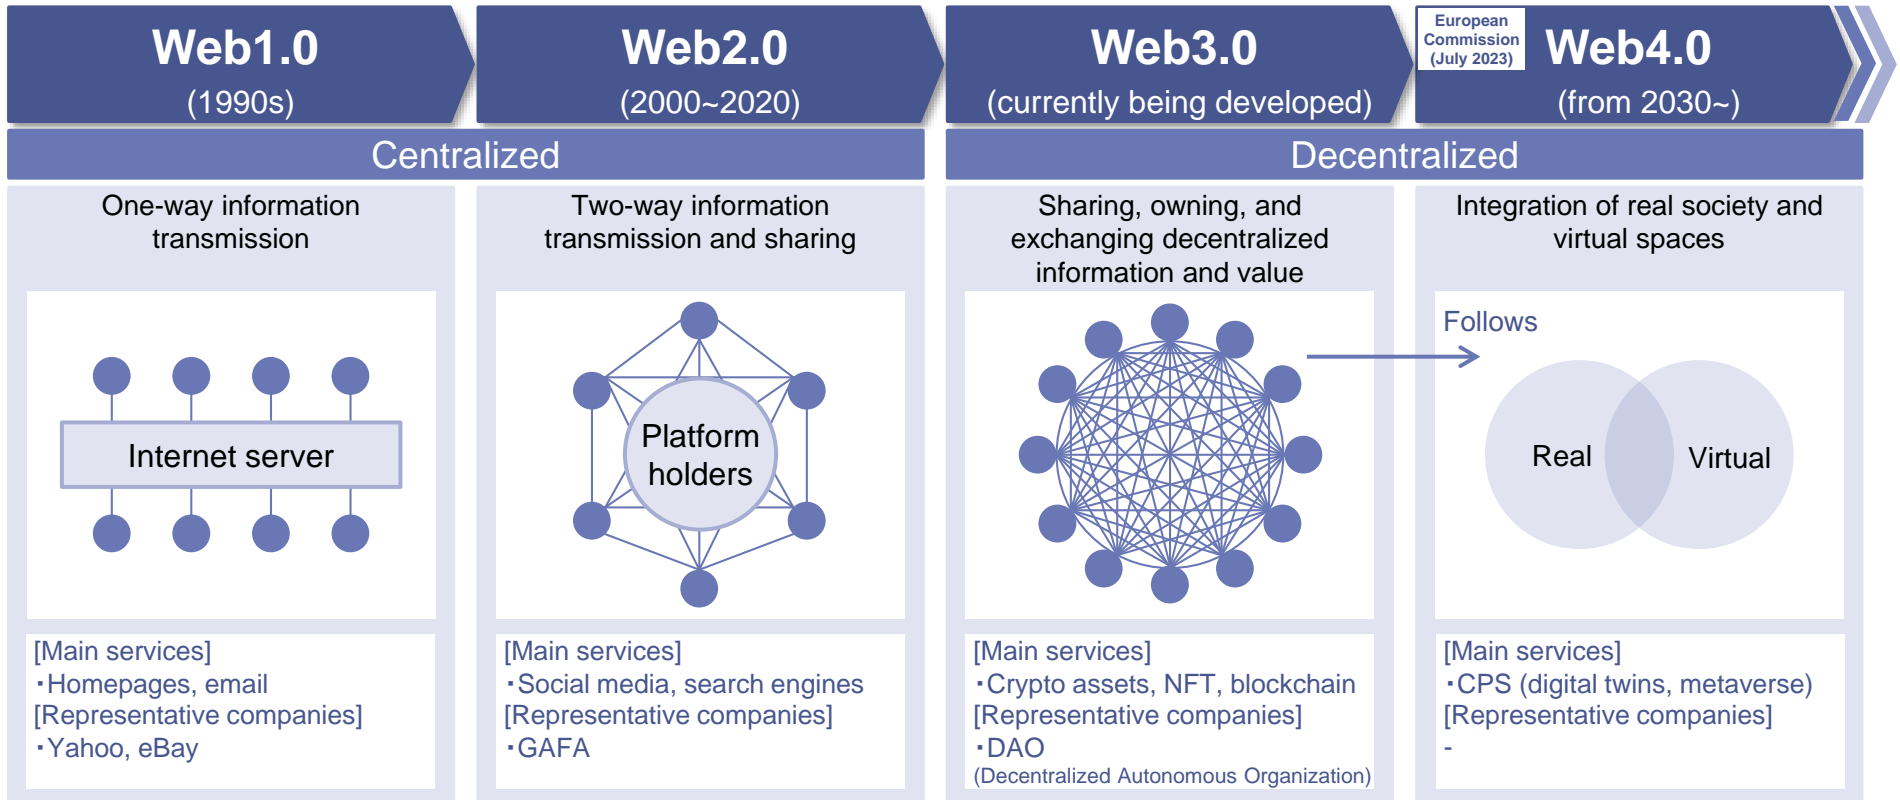 Web1.0
(1990s)
Web2.0
(2000~2020)
Web3.0
(currently being developed)
European
Commission
(July 2023)
Web4.0
(from 2030~)
Centralized
Decentralized
One-way information
transmission
Internet server
[Main services]
・Homepages, email
[Representative companies]
・Yahoo, eBay
Two-way information
transmission and sharing
Platform
holders
[Main services]
・Social media, search engines
[Representative companies]
・GAFA
Sharing, owning, and
exchanging decentralized
information and value
[Main services]
・Crypto assets, NFT, blockchain
[Representative companies]
・DAO
(Decentralized Autonomous Organization)
Integration of real society and
virtual spaces
Follows
Real
Virtual
[Main services]
・CPS (digital twins, metaverse)
[Representative companies]
-